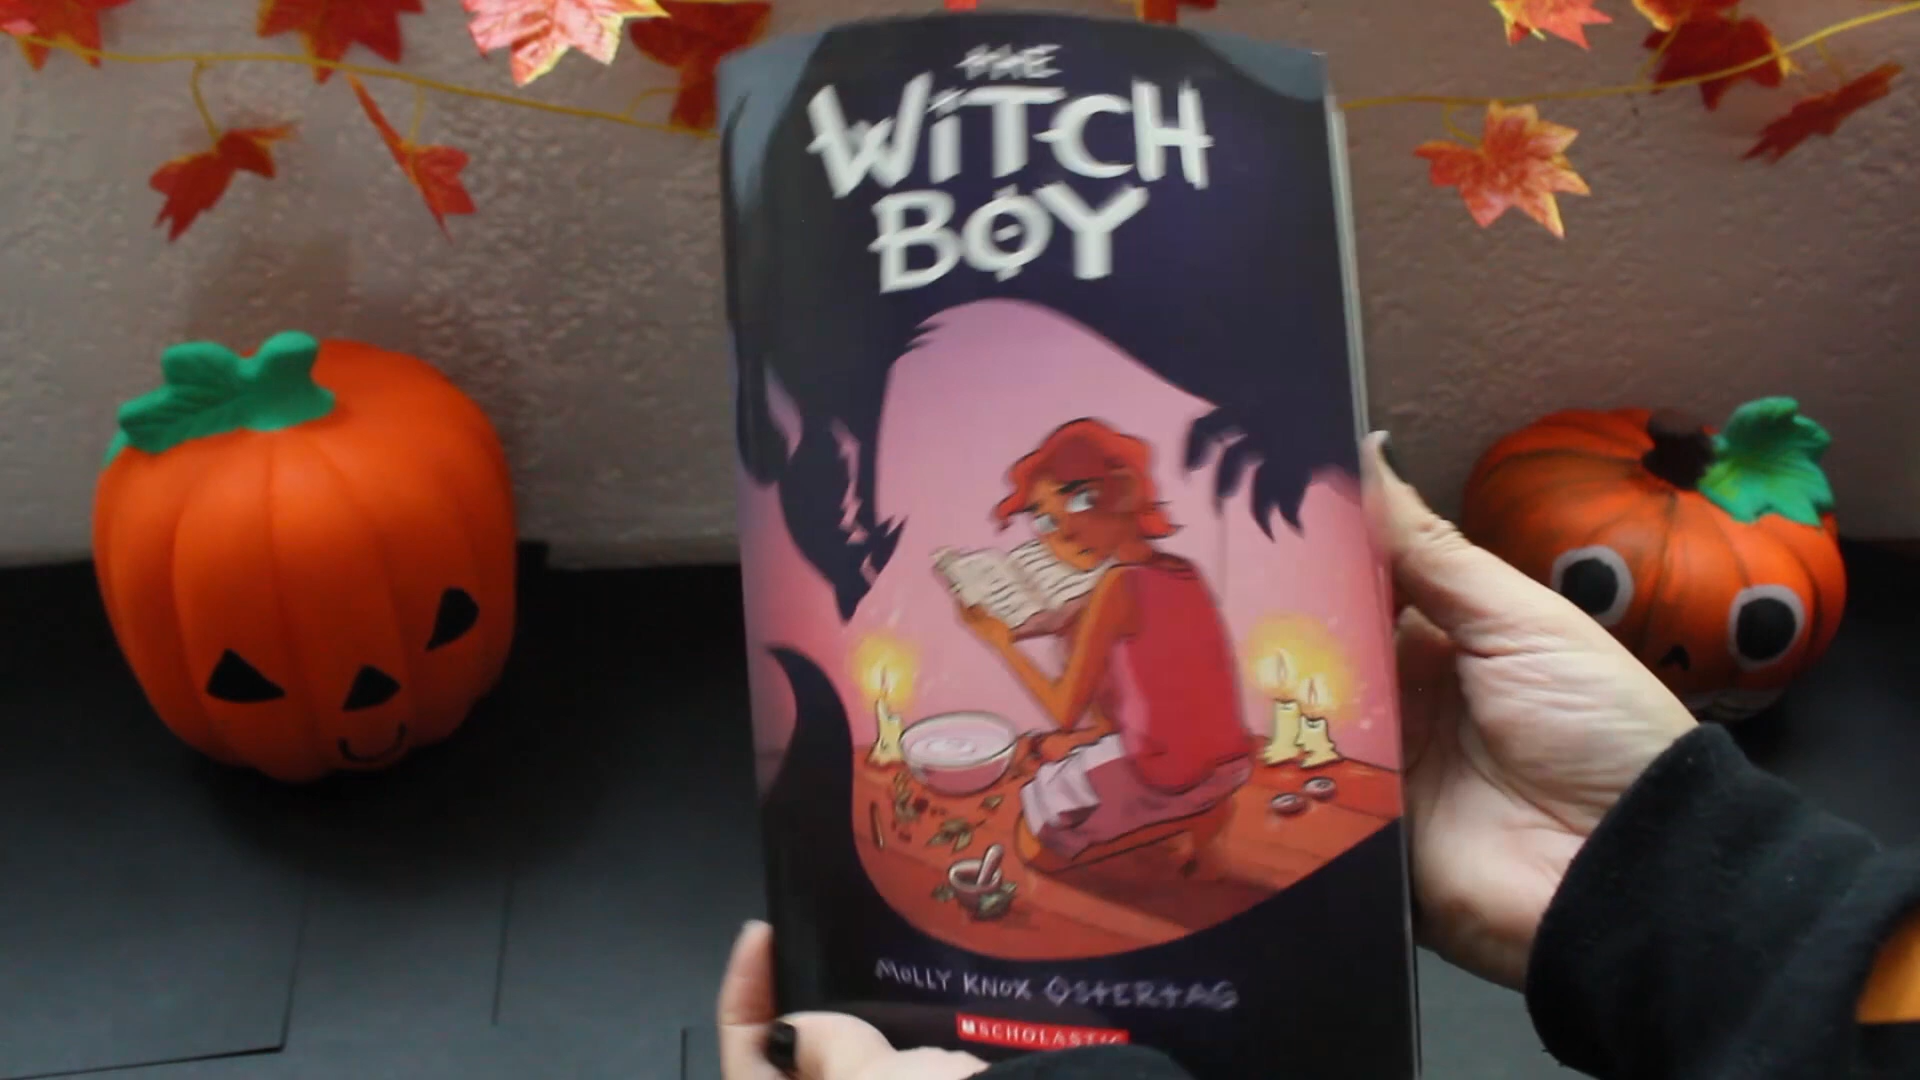 THE
WITCH
BOY
MOLLY KNOX OSTERTAG
SCHOLASTIC